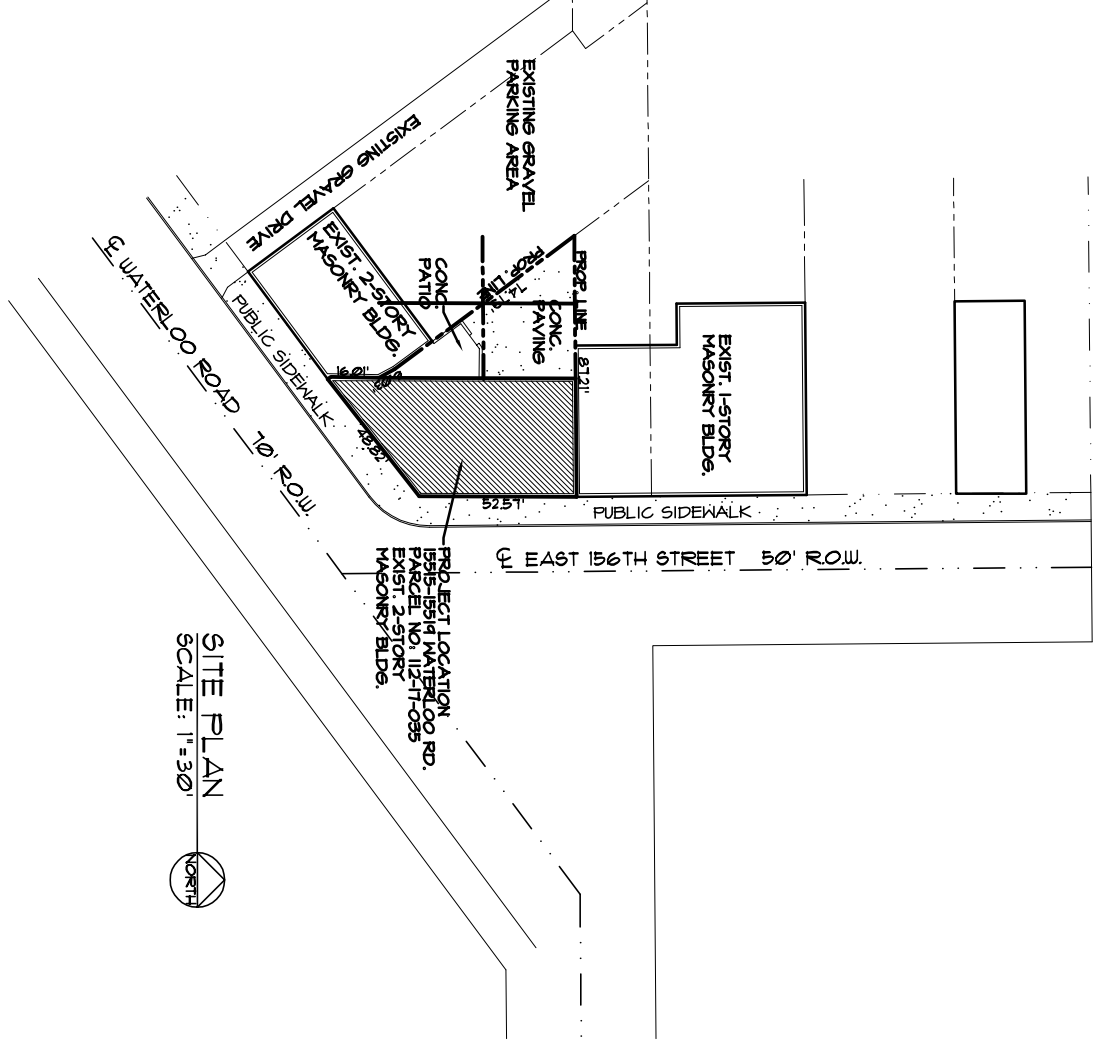 EXISTING GRAVEL
PARKING AREA
EXISTING GRAVEL DRIVE
EXIST. 2-STORY
MASONRY BLDG.
CONC.
PATIO
PROP LINE
PROP LINE
CONC.
PAVING
87.21'
EXIST. 1-STORY
MASONRY BLDG.
16.01'
48.82'
52.57'
PUBLIC SIDEWALK
PUBLIC SIDEWALK
℄ WATERLOO ROAD 70' R.O.W.
℄ EAST 156TH STREET 50' R.O.W.
PROJECT LOCATION
15515-15519 WATERLOO RD.
PARCEL NO: 112-17-035
EXIST. 2-STORY
MASONRY BLDG.
SITE PLAN
SCALE: 1"=30'
NORTH